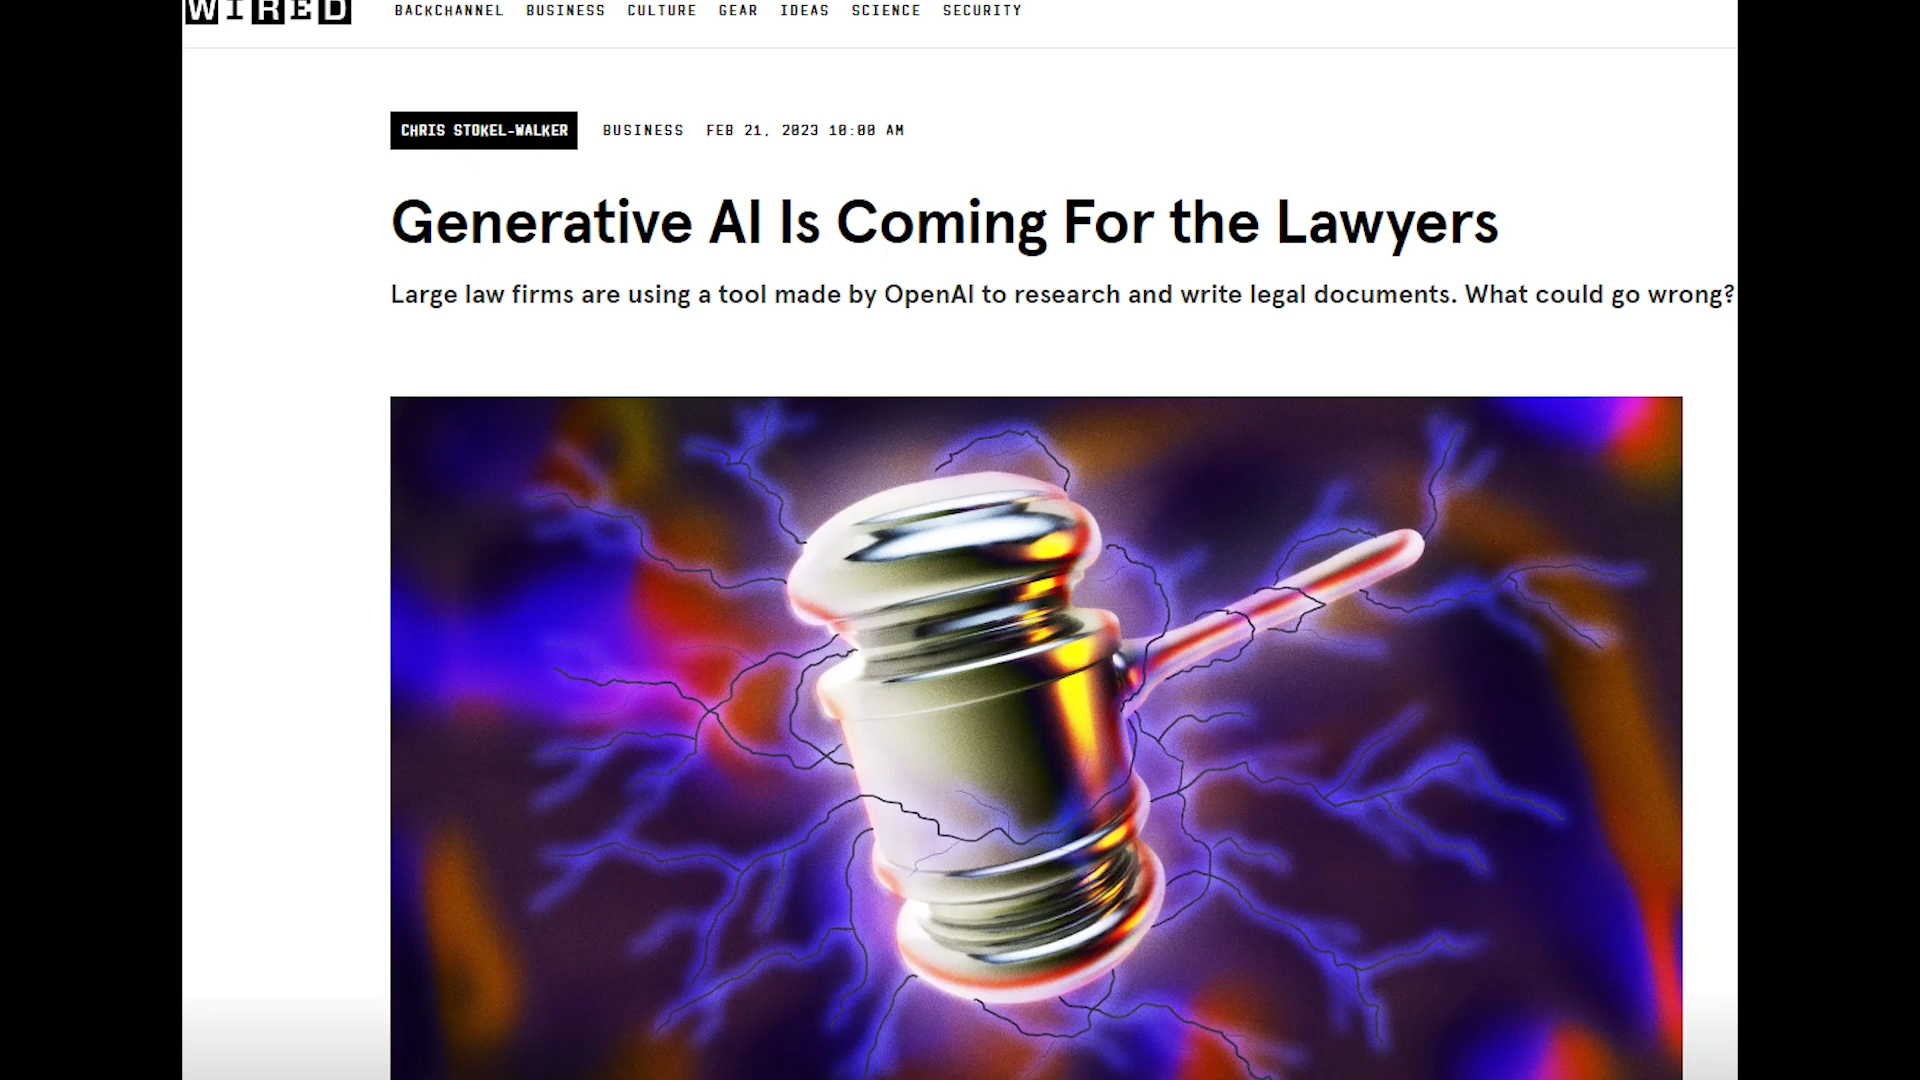 WIRED
BACKCHANNEL BUSINESS CULTURE GEAR IDEAS SCIENCE SECURITY
CHRIS STOKEL-WALKER BUSINESS FEB 21, 2023 10:00 AM
Generative AI Is Coming For the Lawyers
Large law firms are using a tool made by OpenAI to research and write legal documents. What could go wrong?